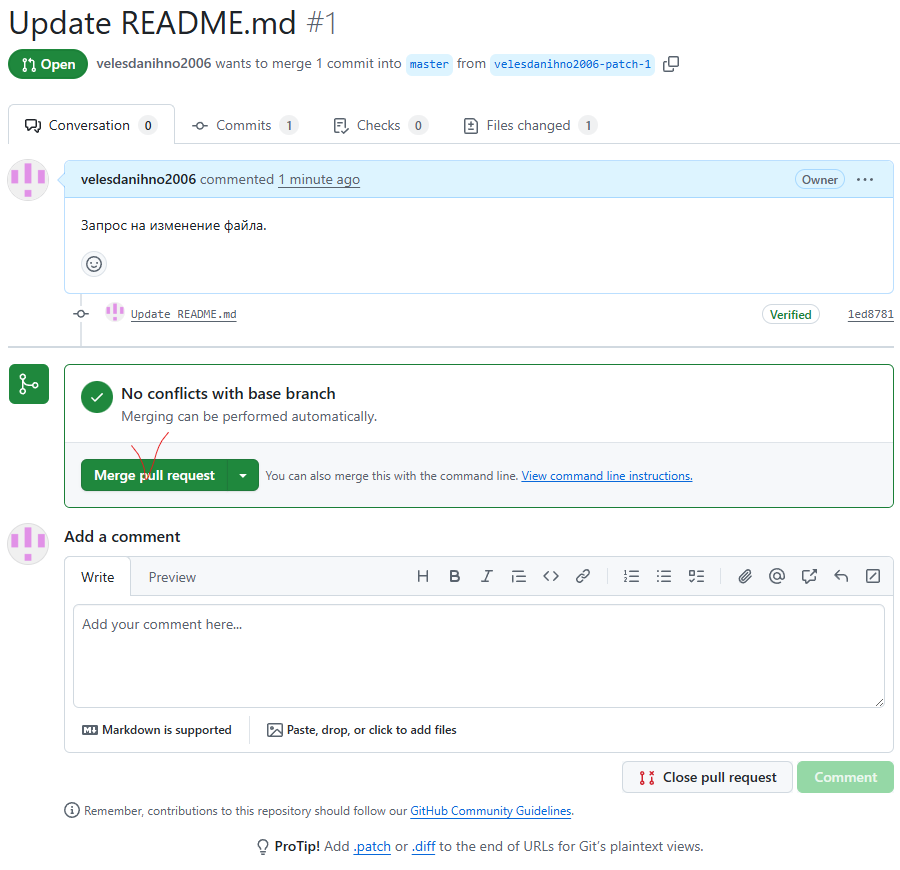 Update README.md #1
Open velesdanihno2006 wants to merge 1 commit into master from velesdanihno2006-patch-1
Conversation 0 Commits 1 Checks 0 Files changed 1
velesdanihno2006 commented 1 minute ago Owner
Запрос на изменение файла.
Update README.md Verified 1ed8781
No conflicts with base branch
Merging can be performed automatically.
Merge pull request You can also merge this with the command line. View command line instructions.
Add a comment
Write Preview
Add your comment here...
Markdown is supported Paste, drop, or click to add files
Close pull request Comment
Remember, contributions to this repository should follow our GitHub Community Guidelines.
ProTip! Add .patch or .diff to the end of URLs for Git's plaintext views.